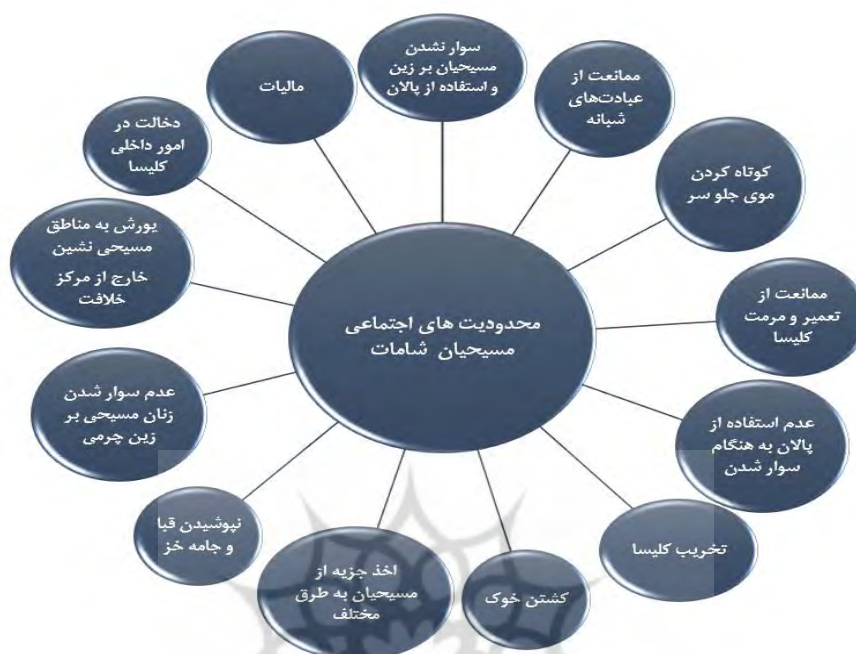 محدودیت های اجتماعی
مسیحیان شامات
سوار نشدن
مسیحیان بر زین
و استفاده از پالان
ممانعت از
عبادت‌های
شبانه
کوتاه کردن
موی جلو سر
ممانعت از
تعمیر و مرمت
کلیسا
عدم استفاده از
پالان به هنگام
سوار شدن
تخریب کلیسا
کشتن خوک
اخذ جزیه از
مسیحیان به طرق
مختلف
نپوشیدن قبا
و جامه خز
عدم سوار شدن
زنان مسیحی بر
زین چرمی
یورش به مناطق
مسیحی نشین
خارج از مرکز
خلافت
دخالت در
امور داخلی
کلیسا
مالیات